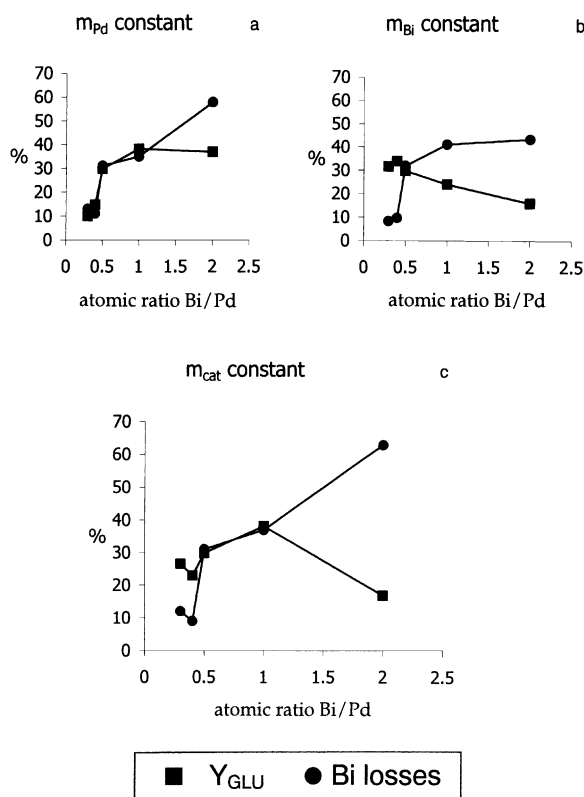 m_Pd constant a
70
60
50
40
30
20
10
0
%
0 0.5 1 1.5 2 2.5
atomic ratio Bi/Pd
m_Bi constant b
70
60
50
40
30
20
10
0
%
0 0.5 1 1.5 2 2.5
atomic ratio Bi/Pd
m_cat constant c
70
60
50
40
30
20
10
0
%
0 0.5 1 1.5 2 2.5
atomic ratio Bi/Pd
Y_GLU Bi losses